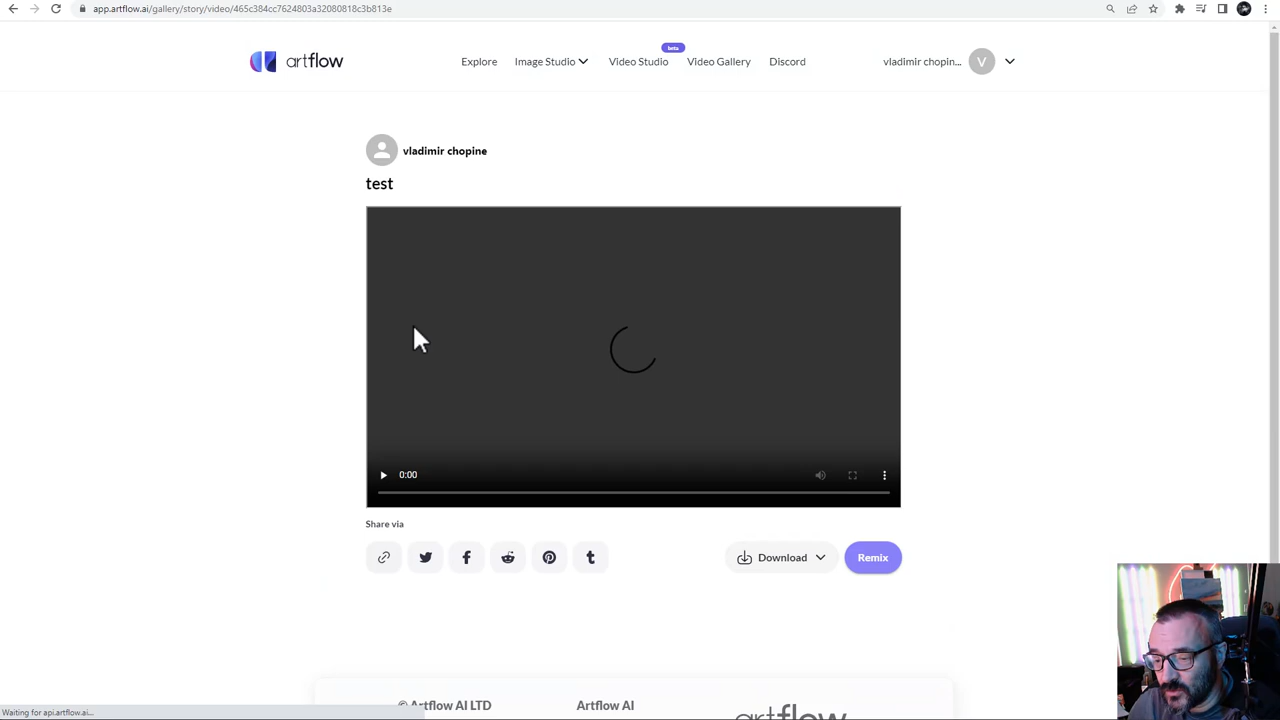 app.artflow.ai/gallery/story/video/465c384cc7624803a32080818c3b813e
artflow
Explore
Image Studio
beta
Video Studio
Video Gallery
Discord
vladimir chopin...
V
vladimir chopine
test
0:00
Share via
Download
Remix
© Artflow AI LTD
Artflow AI
artflow
Waiting for api.artflow.ai...